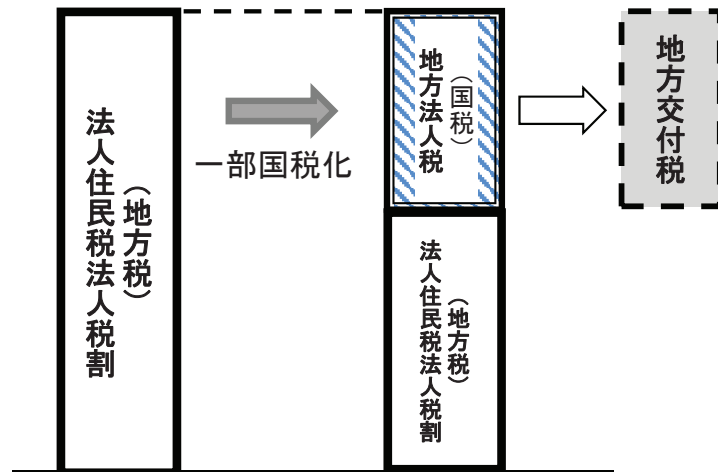 法人住民税法人税割
（地方税）
一部国税化
地方法人税
（国税）
法人住民税法人税割
（地方税）
地方交付税